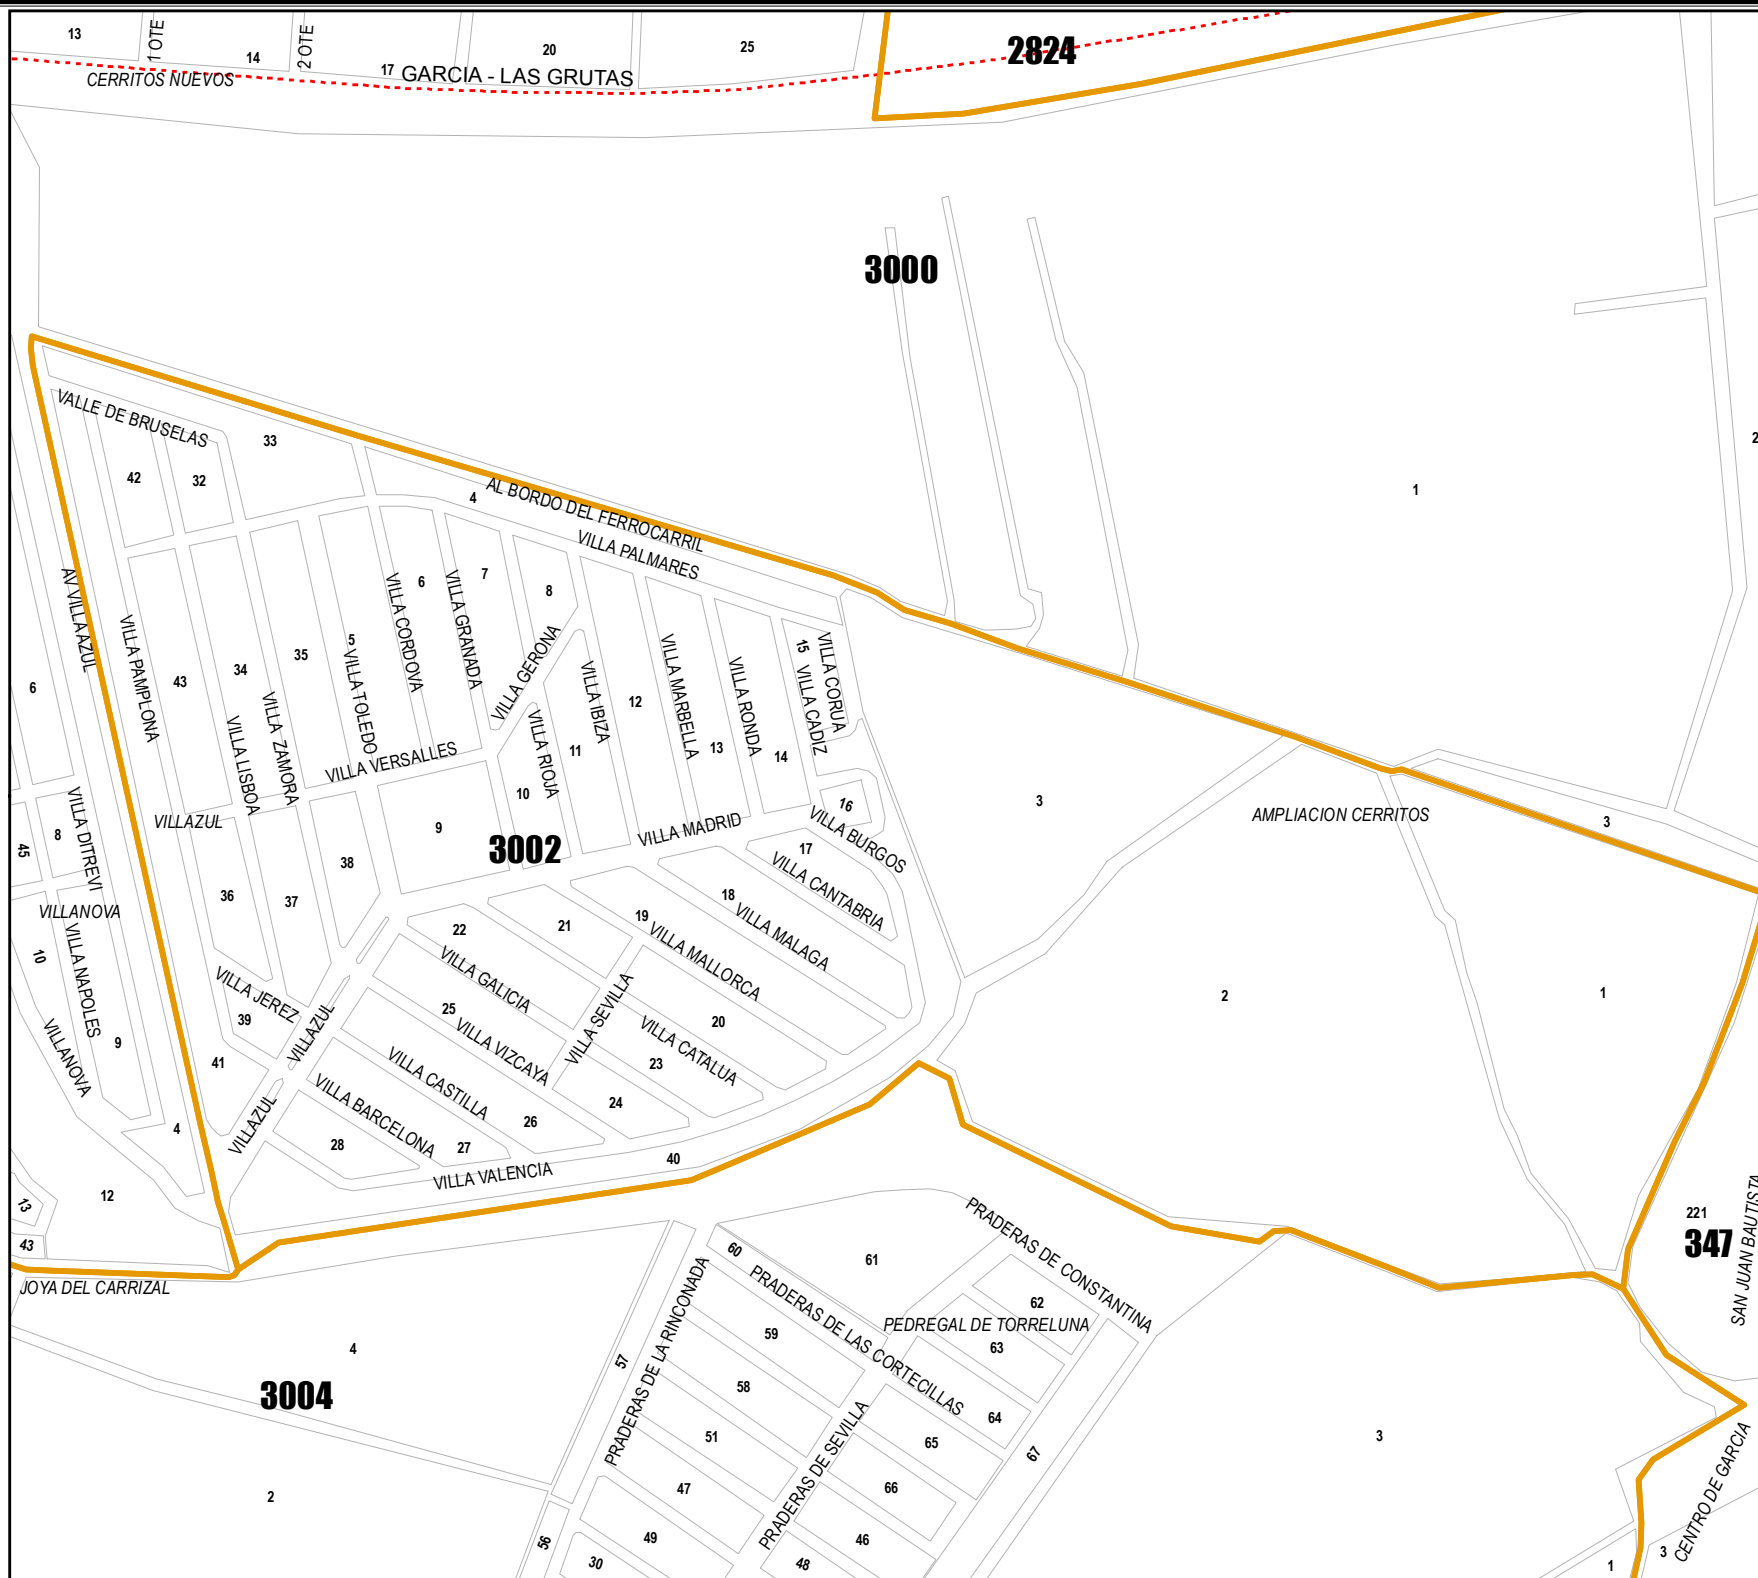 13
1 OTE
14
2 OTE
20
25
2824
CERRITOS NUEVOS
17
GARCIA - LAS GRUTAS
3000
VALLE DE BRUSELAS
33
2
42
32
1
4
AL BORDO DEL FERROCARRIL
VILLA PALMARES
AV VILLA AZUL
VILLA PAMPLONA
43
34
35
5
VILLA TOLEDO
VILLA CORDOVA
6
VILLA GRANADA
7
8
VILLA GERONA
VILLA IBIZA
12
VILLA MARBELLA
13
VILLA RONDA
14
15
VILLA CADIZ
VILLA CORUA
6
VILLA LISBOA
VILLA ZAMORA
VILLA VERSALLES
10
VILLA RIOJA
11
VILLAZUL
9
3002
VILLA MADRID
16
VILLA BURGOS
3
AMPLIACION CERRITOS
3
45
8
VILLA DITREVI
38
17
VILLA CANTABRIA
VILLANOVA
36
37
22
21
19
18
VILLA MALAGA
VILLA MALLORCA
10
VILLA NAPOLES
VILLA JEREZ
VILLA GALICIA
VILLA SEVILLA
2
1
39
VILLAZUL
25
VILLA VIZCAYA
20
VILLA CATALUA
9
VILLANOVA
41
VILLA CASTILLA
23
24
4
VILLAZUL
VILLA BARCELONA
28
27
26
VILLA VALENCIA
40
12
13
43
JOYA DEL CARRIZAL
221
347
SAN JUAN BAUTISTA
PRADERAS DE CONSTANTINA
60
61
PRADERAS DE LAS CORTECILLAS
62
PEDREGAL DE TORRELUNA
63
59
4
3004
57
PRADERAS DE LA RINCONADA
58
64
65
51
PRADERAS DE SEVILLA
67
3
66
47
2
49
46
56
30
48
CENTRO DE GARCIA
3
1